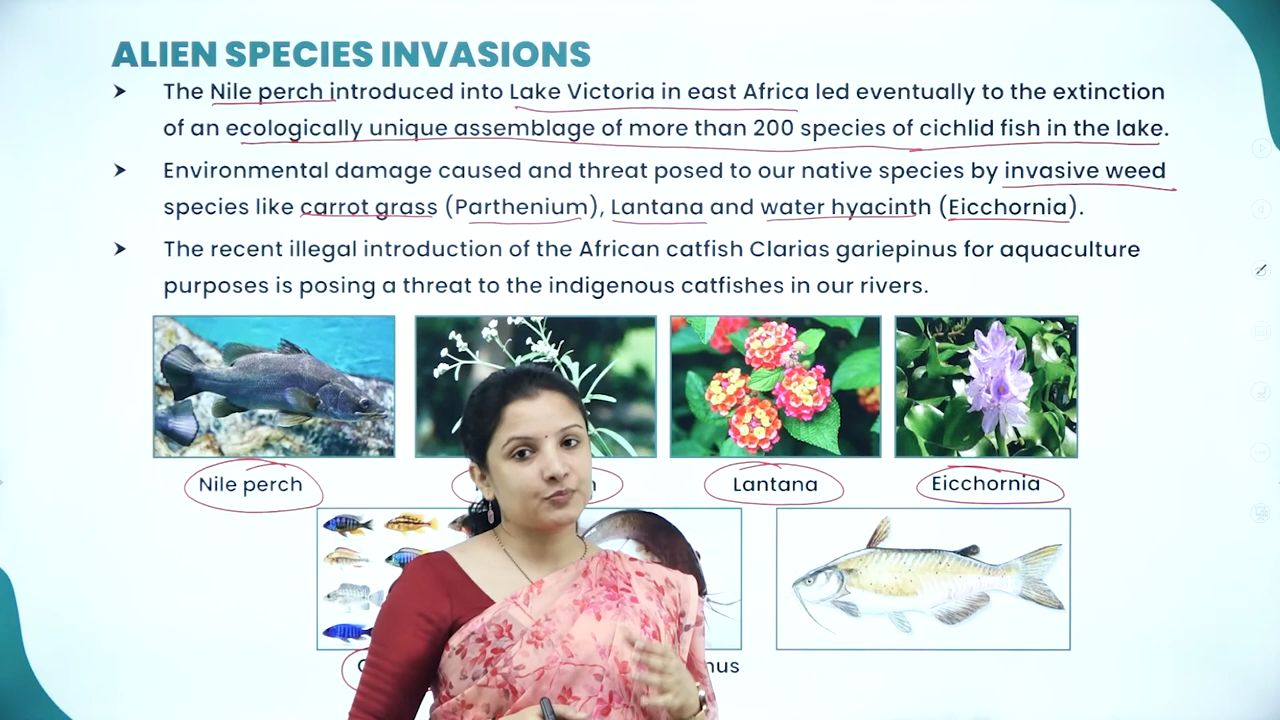 ALIEN SPECIES INVASIONS
The Nile perch introduced into Lake Victoria in east Africa led eventually to the extinction
of an ecologically unique assemblage of more than 200 species of cichlid fish in the lake.
Environmental damage caused and threat posed to our native species by invasive weed
species like carrot grass (Parthenium), Lantana and water hyacinth (Eicchornia).
The recent illegal introduction of the African catfish Clarias gariepinus for aquaculture
purposes is posing a threat to the indigenous catfishes in our rivers.
Nile perch
Lantana
Eicchornia